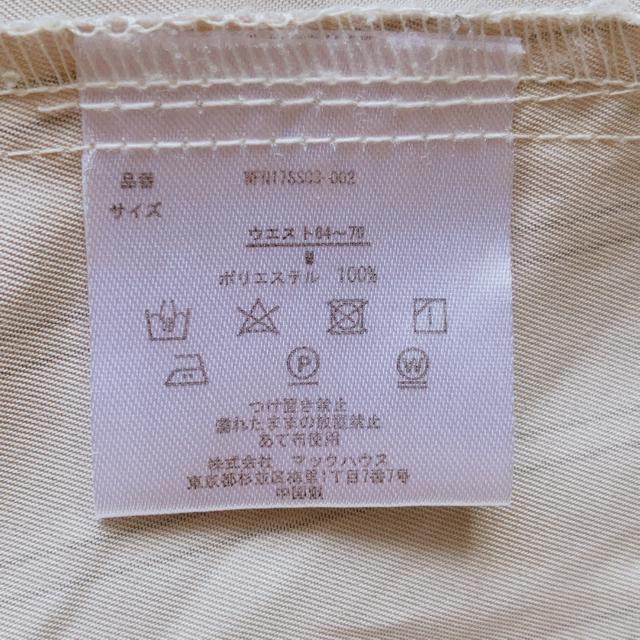 品番 WFN17SS03-002
サイズ
ウエスト64～70
M
ポリエステル 100%
P
W
つけ置き禁止
濡れたままの放置禁止
あて布使用
株式会社 マックハウス
東京都杉並区梅里1丁目7番7号
中国製